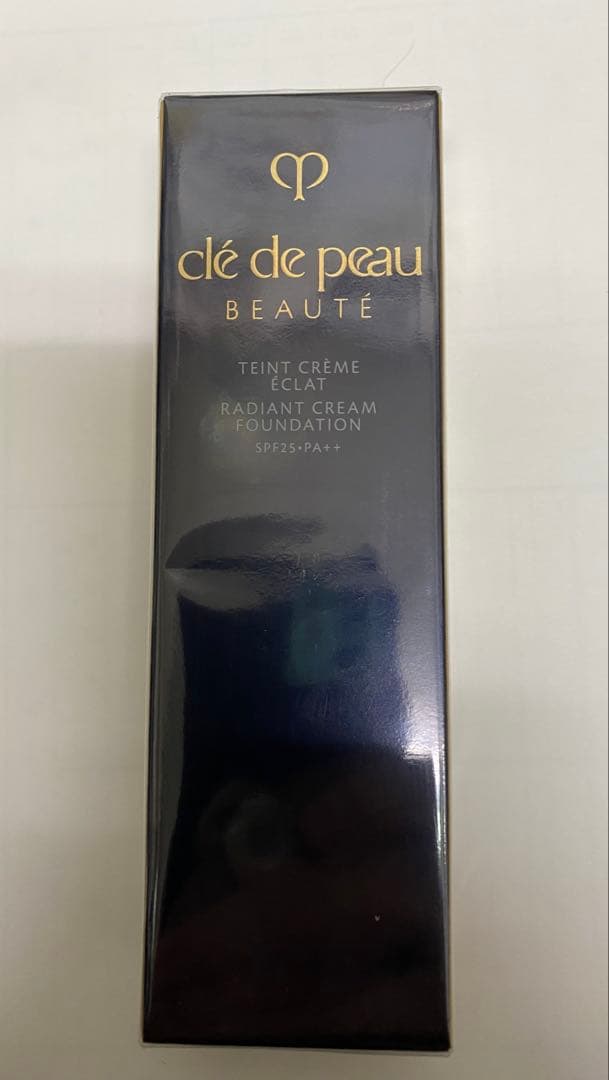 clé de peau
BEAUTÉ
TEINT CRÈME
ÉCLAT
RADIANT CREAM
FOUNDATION
SPF25•PA++